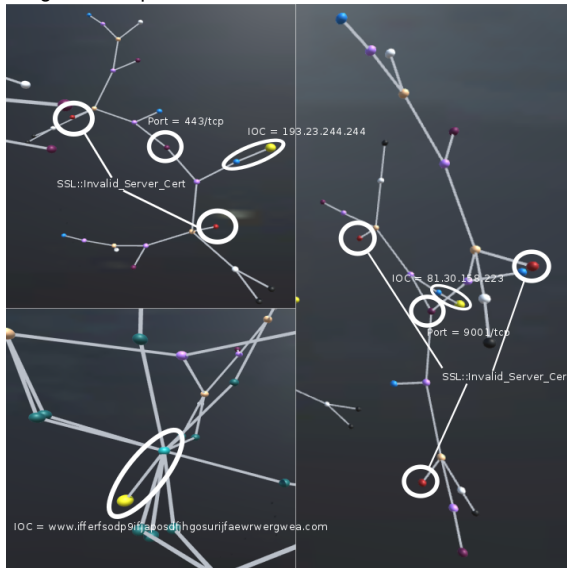 Port = 443/tcp
IOC = 193.23.244.244
SSL::Invalid_Server_Cert
IOC = 81.30.158.223
Port = 9001/tcp
SSL::Invalid_Server_Cer
IOC = www.ifferfsodp9ifjaposdfjhgosurijfaewrwergwea.com